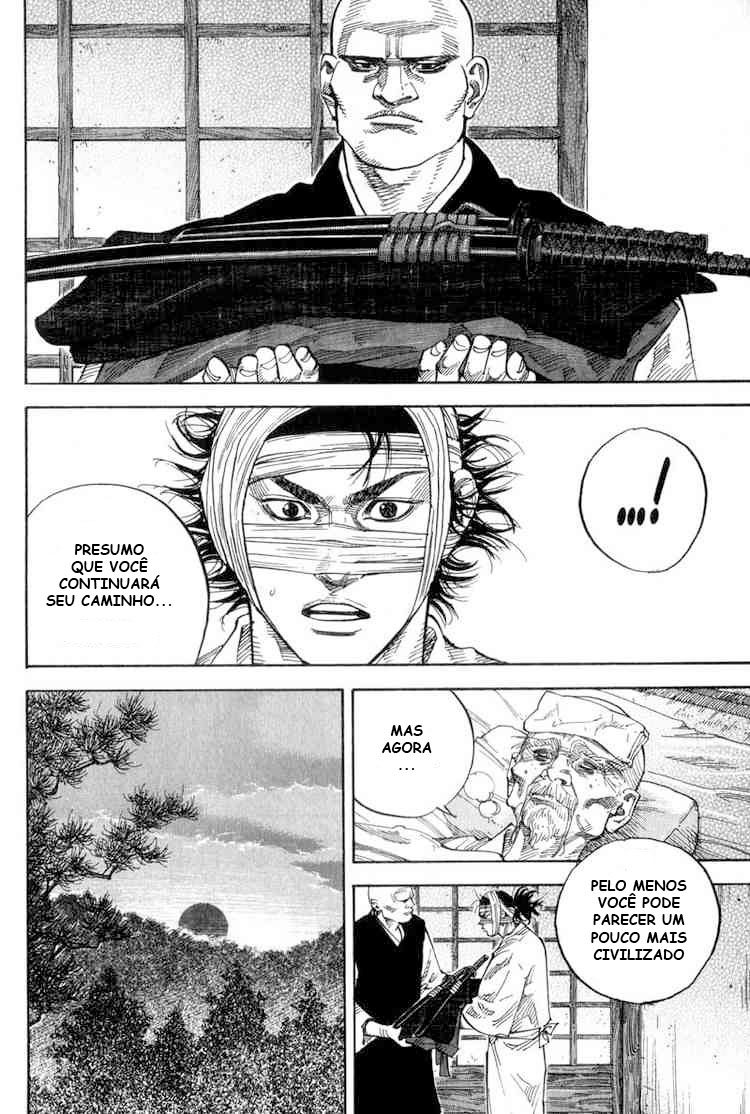 ....!
PRESUMO
QUE VOCÊ
CONTINUARÁ
SEU CAMINHO...
MAS
AGORA
...
PELO MENOS
VOCÊ PODE
PARECER UM
POUCO MAIS
CIVILIZADO